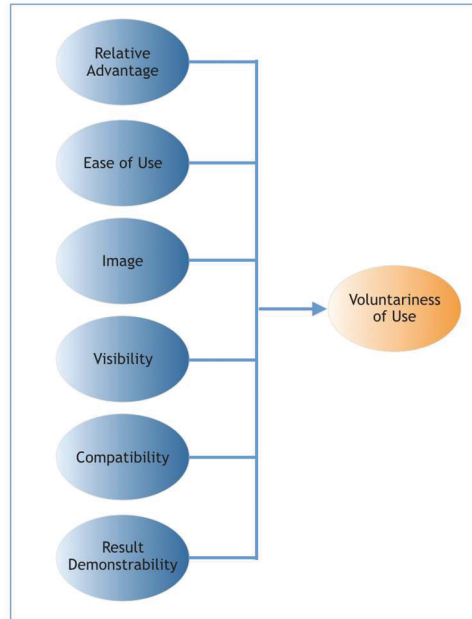 Relative
Advantage
Ease of Use
Image
Voluntariness
of Use
Visibility
Compatibility
Result
Demonstrability